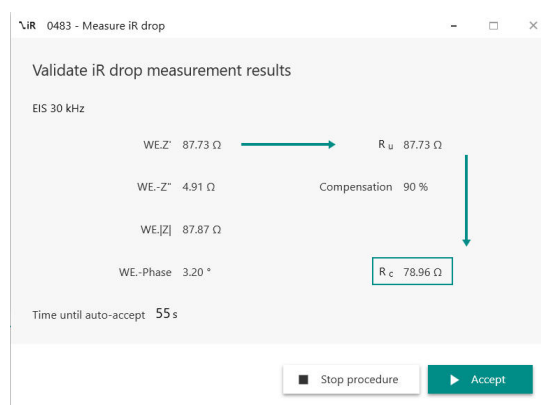 iR 0483 - Measure iR drop
Validate iR drop measurement results
EIS 30 kHz
WE.Z' 87.73 Ω R u 87.73 Ω
WE.-Z" 4.91 Ω Compensation 90 %
WE.|Z| 87.87 Ω
WE.-Phase 3.20 ° R c 78.96 Ω
Time until auto-accept 55 s
Stop procedure Accept